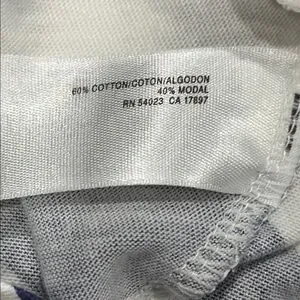 60% COTTON/COTON/ALGODON
40% MODAL
RN 54023 CA 17897